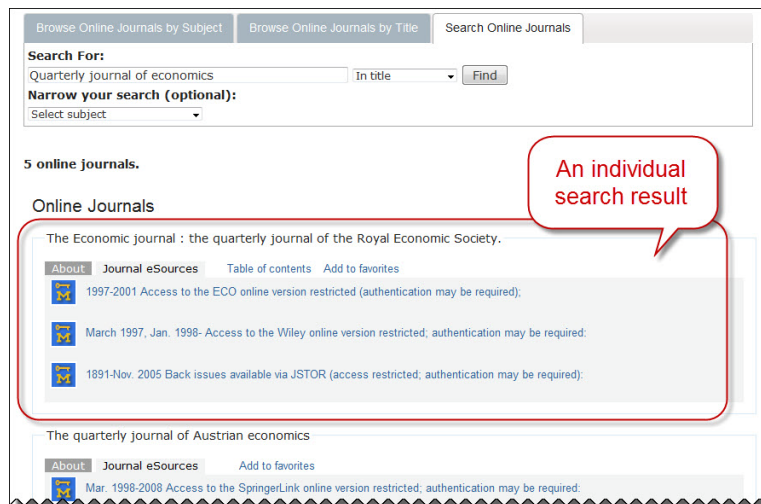 Browse Online Journals by Subject
Browse Online Journals by Title
Search Online Journals
Search For:
Quarterly journal of economics
In title
Find
Narrow your search (optional):
Select subject
5 online journals.
An individual
search result
Online Journals
The Economic journal : the quarterly journal of the Royal Economic Society.
About
Journal eSources
Table of contents
Add to favorites
1997-2001 Access to the ECO online version restricted (authentication may be required);
March 1997, Jan. 1998- Access to the Wiley online version restricted; authentication may be required:
1891-Nov. 2005 Back issues available via JSTOR (access restricted; authentication may be required):
The quarterly journal of Austrian economics
About
Journal eSources
Add to favorites
Mar. 1998-2008 Access to the SpringerLink online version restricted; authentication may be required: